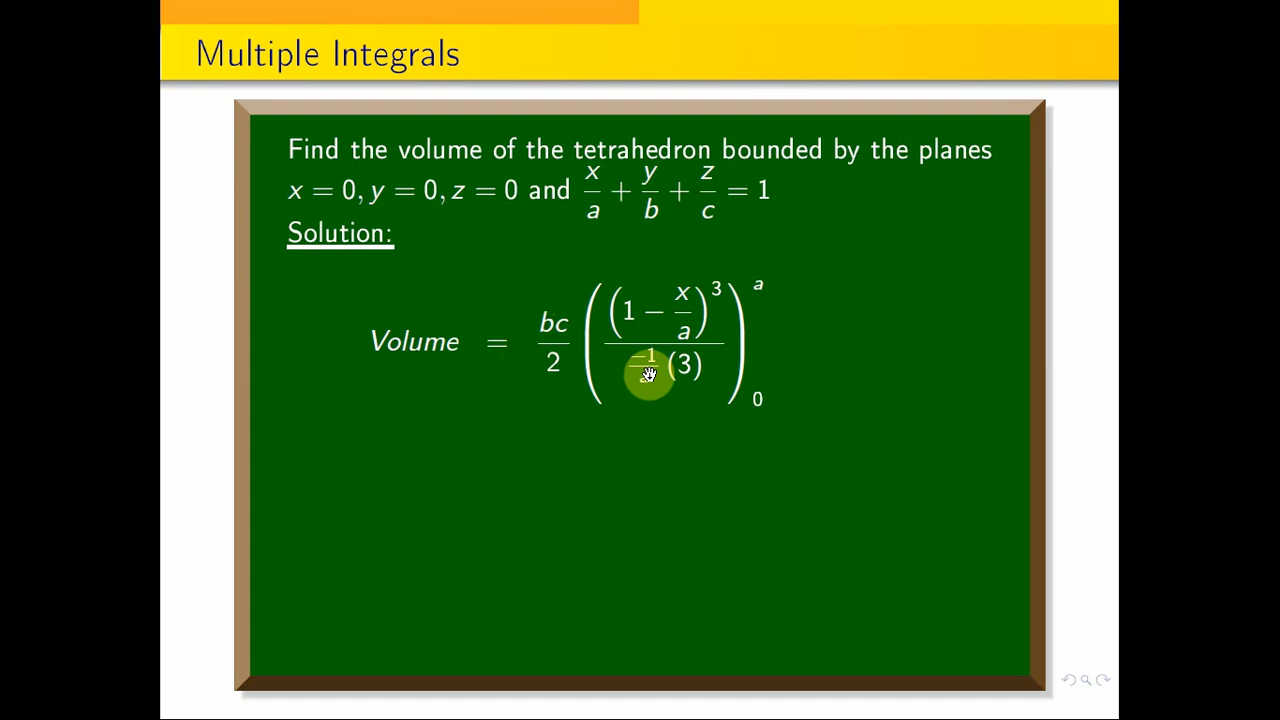 Multiple Integrals
Find the volume of the tetrahedron bounded by the planes
x = 0, y = 0, z = 0 and x/a + y/b + z/c = 1
Solution:
Volume = bc/2 ( (1 − x/a)^3 / (−1/ (3)) )_0^a